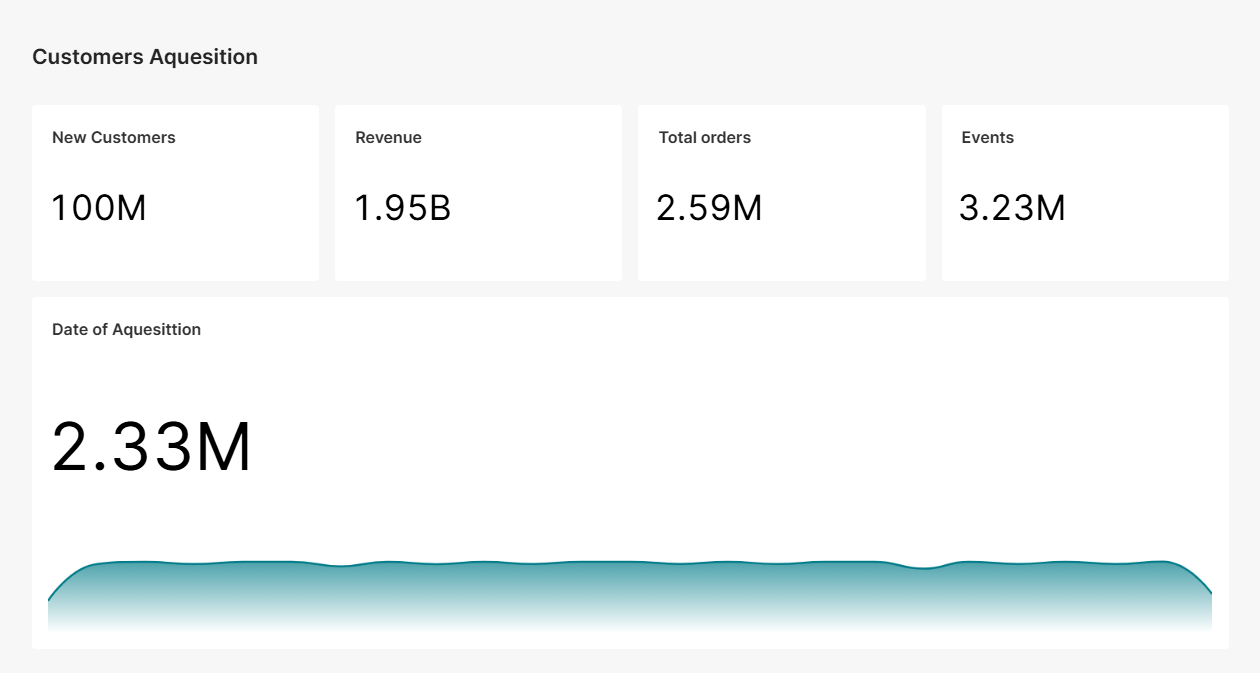 Customers Aquesition
New Customers
Revenue
Total orders
Events
100M
1.95B
2.59M
3.23M
Date of Aquesittion
2.33M